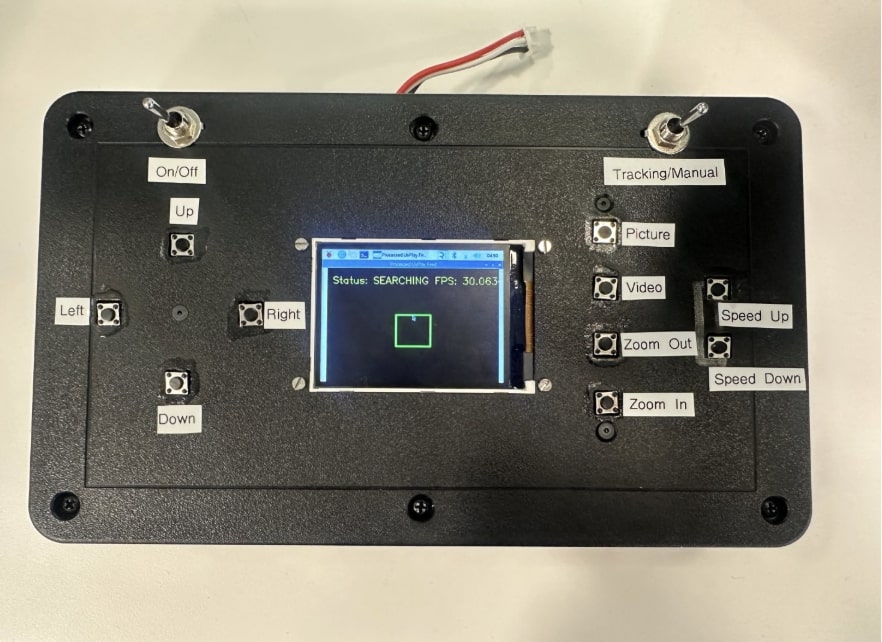 On/Off
Tracking/Manual
Up
Picture
Status: SEARCHING FPS: 30.063
Video
Left
Right
Speed Up
Zoom Out
Speed Down
Down
Zoom In